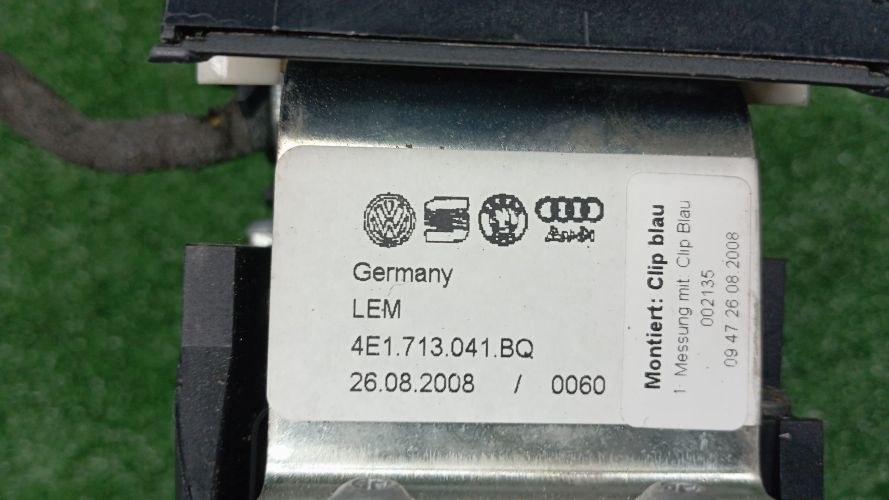 Germany
LEM
4E1.713.041.BQ
26.08.2008 / 0060
Montiert: Clip blau
1: Messung mit: Clip Blau
002135
09 47 26 08 2008